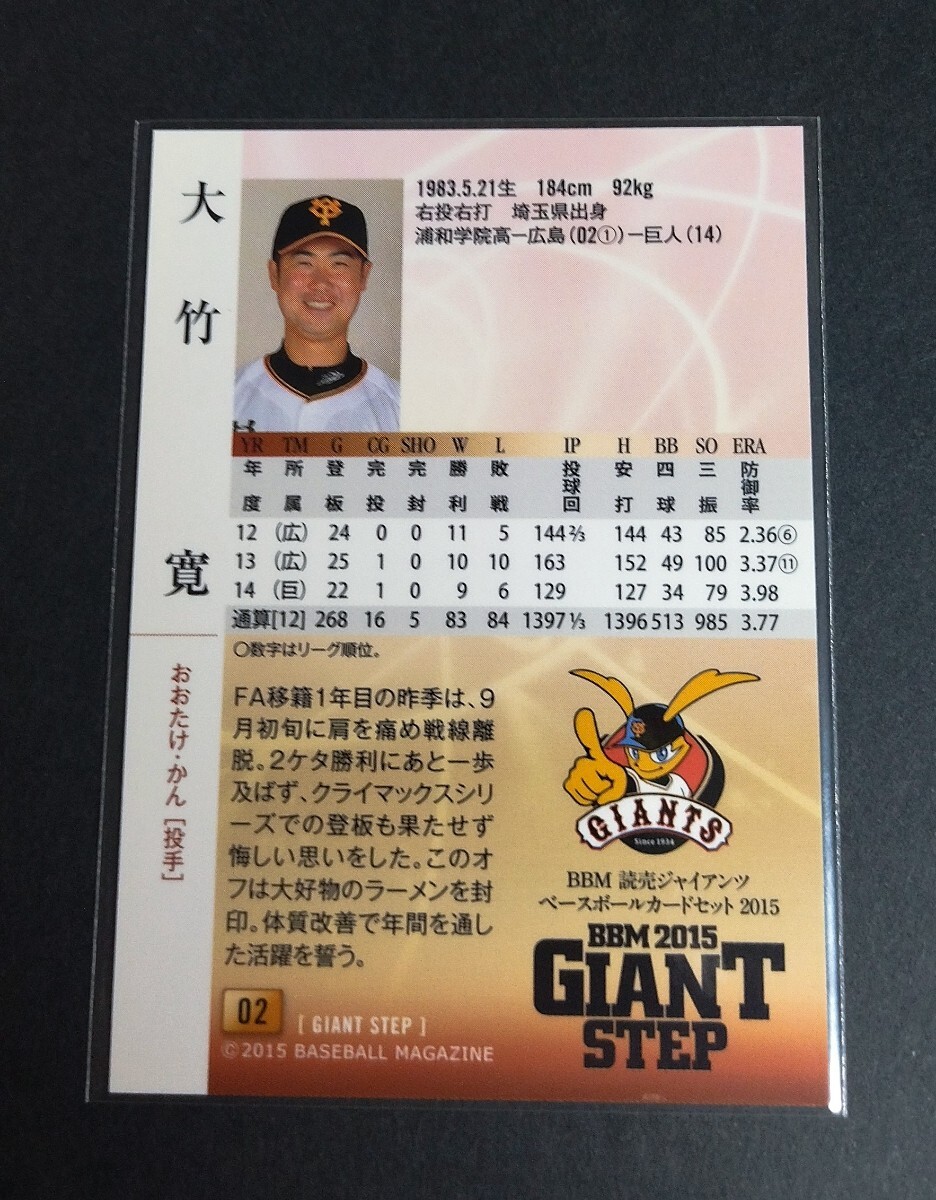 大竹 寛
おおたけ・かん[投手]
1983.5.21生 184cm 92kg
右投右打 埼玉県出身
浦和学院高ー広島(02①)ー巨人(14)
YR TM G CG SHO W L IP H BB SO ERA
年度 所属 登板 完投 完封 勝利 敗戦 投球回 安打 四球 三振 防御率
12 (広) 24 0 0 11 5 144 2/3 144 43 85 2.36⑥
13 (広) 25 1 0 10 10 163 152 49 100 3.37⑪
14 (巨) 22 1 0 9 6 129 127 34 79 3.98
通算[12] 268 16 5 83 84 1397 1/3 1396 513 985 3.77
○数字はリーグ順位。
FA移籍1年目の昨季は、9
月初旬に肩を痛め戦線離
脱。2ケタ勝利にあと一歩
及ばず、クライマックスシリ
ーズでの登板も果たせず
悔しい思いをした。このオ
フは大好物のラーメンを封
印。体質改善で年間を通し
た活躍を誓う。
GIANTS
Since 1934
BBM 読売ジャイアンツ
ベースボールカードセット 2015
BBM 2015
GIANT
STEP
02
[ GIANT STEP ]
©2015 BASEBALL MAGAZINE